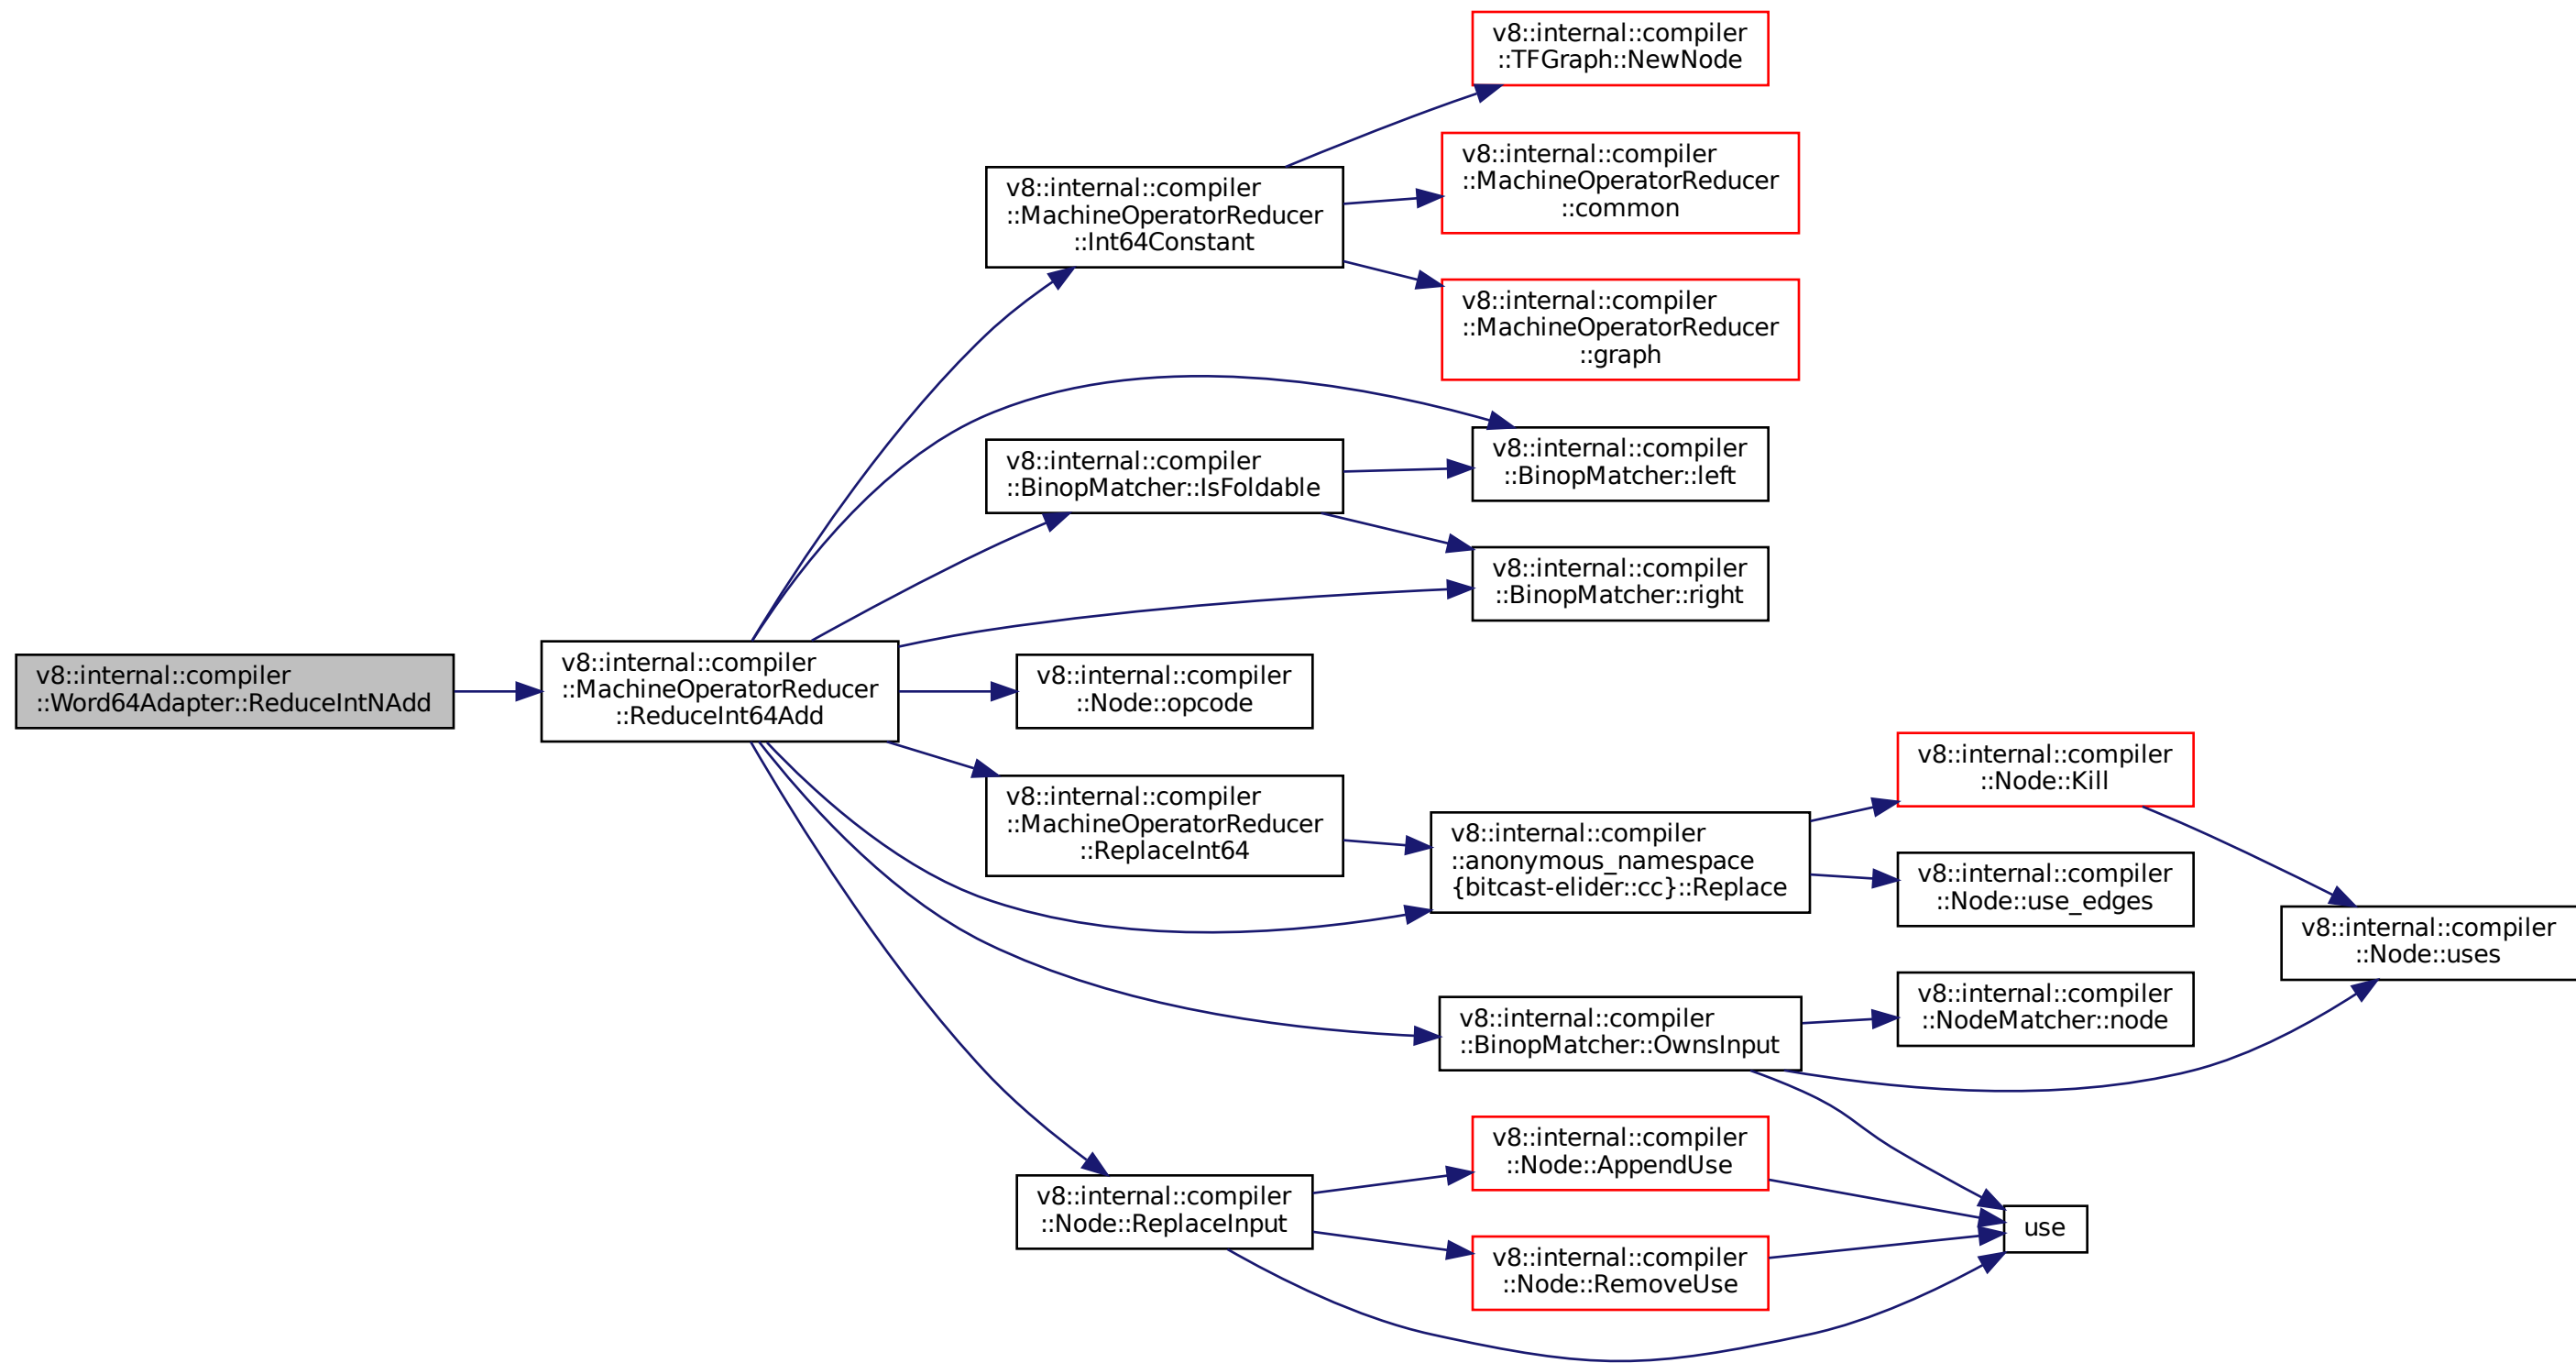 v8::internal::compiler
::TFGraph::NewNode
v8::internal::compiler
::MachineOperatorReducer
::common
v8::internal::compiler
::MachineOperatorReducer
::Int64Constant
v8::internal::compiler
::MachineOperatorReducer
::graph
v8::internal::compiler
::BinopMatcher::left
v8::internal::compiler
::BinopMatcher::IsFoldable
v8::internal::compiler
::BinopMatcher::right
v8::internal::compiler
::Word64Adapter::ReduceIntNAdd
v8::internal::compiler
::MachineOperatorReducer
::ReduceInt64Add
v8::internal::compiler
::Node::opcode
v8::internal::compiler
::MachineOperatorReducer
::ReplaceInt64
v8::internal::compiler
::anonymous_namespace
{bitcast-elider::cc}::Replace
v8::internal::compiler
::Node::Kill
v8::internal::compiler
::Node::use_edges
v8::internal::compiler
::Node::uses
v8::internal::compiler
::NodeMatcher::node
v8::internal::compiler
::BinopMatcher::OwnsInput
v8::internal::compiler
::Node::AppendUse
v8::internal::compiler
::Node::ReplaceInput
use
v8::internal::compiler
::Node::RemoveUse